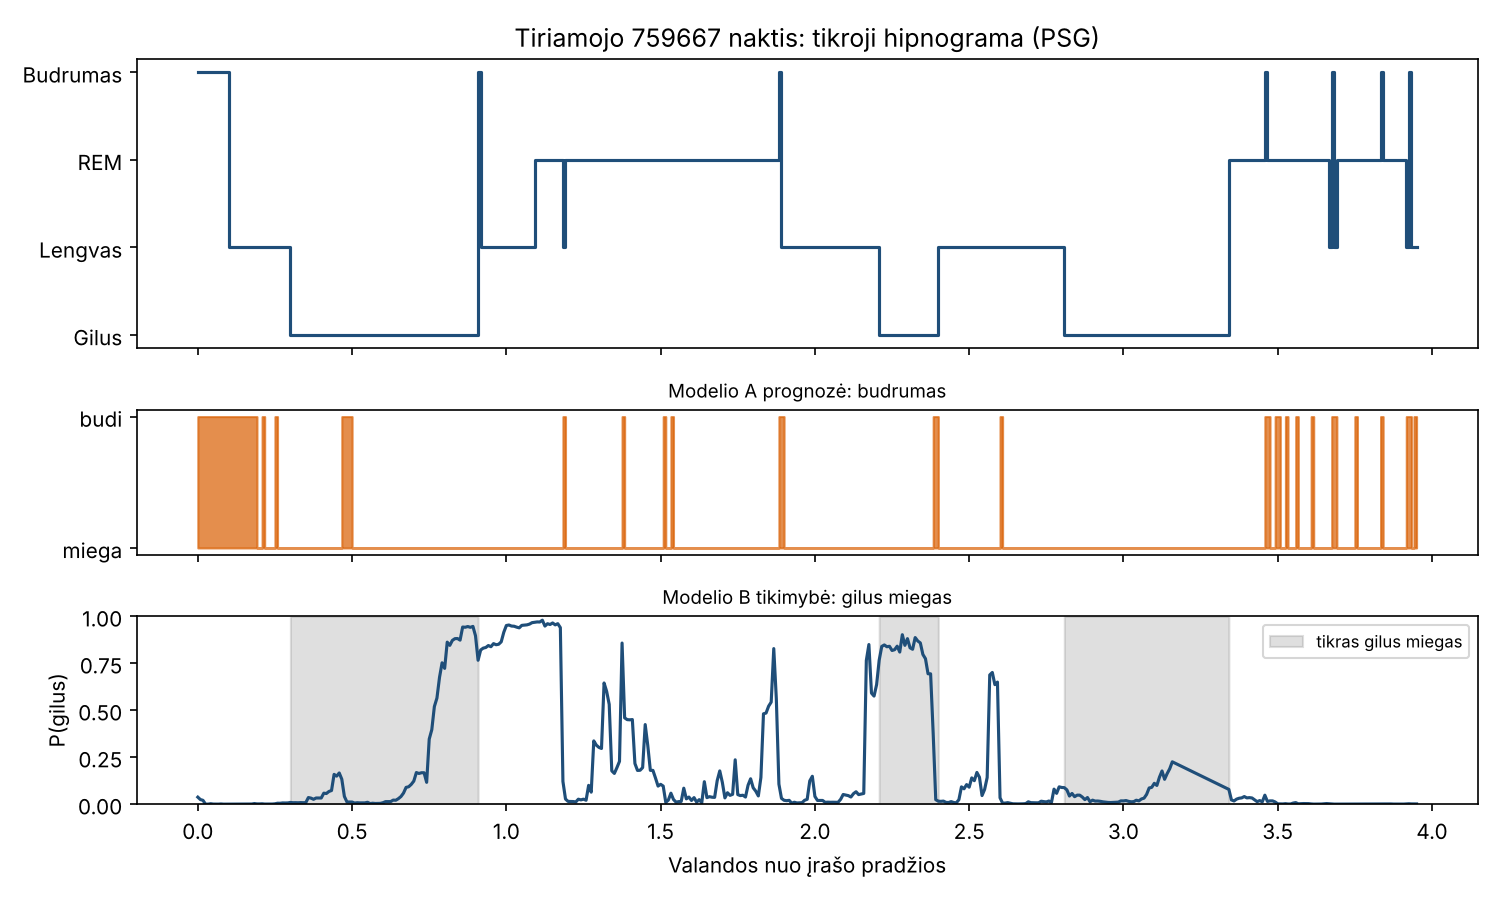 Tiriamojo 759667 naktis: tikroji hipnograma (PSG)
Budrumas
REM
Lengvas
Gilus
Modelio A prognozė: budrumas
budi
miega
Modelio B tikimybė: gilus miegas
1.00
0.75
0.50
0.25
0.00
P(gilus)
tikras gilus miegas
0.0 0.5 1.0 1.5 2.0 2.5 3.0 3.5 4.0
Valandos nuo įrašo pradžios